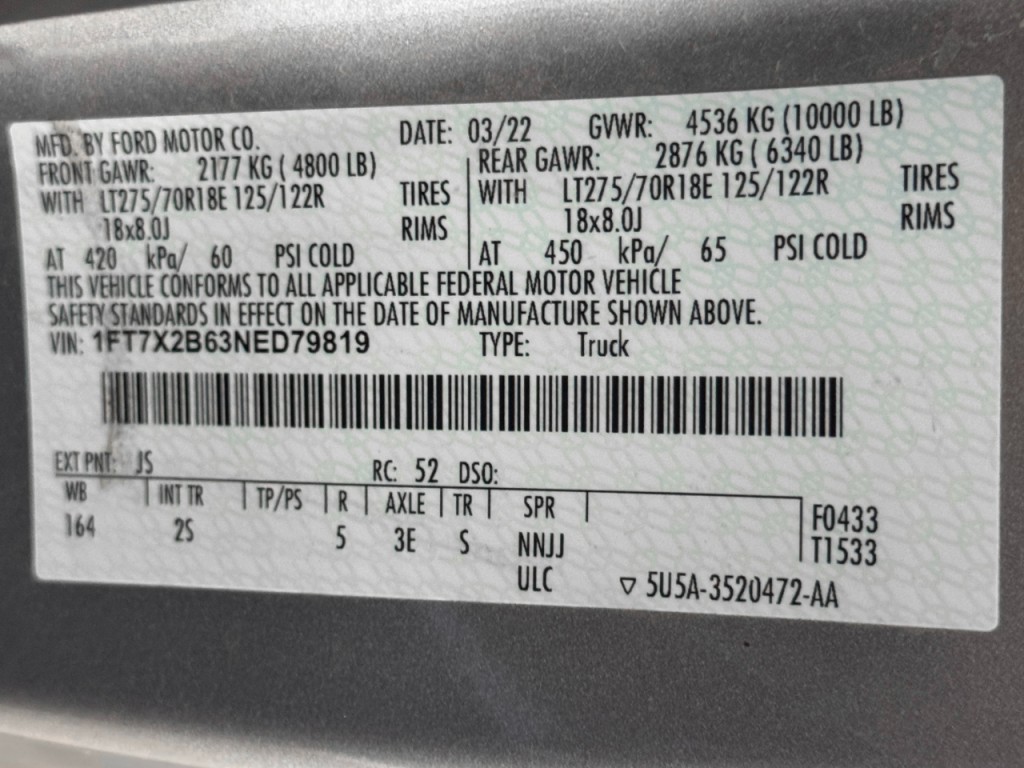 MFD. BY FORD MOTOR CO. DATE: 03/22 GVWR: 4536 KG (10000 LB)
FRONT GAWR: 2177 KG ( 4800 LB) REAR GAWR: 2876 KG ( 6340 LB)
WITH LT275/70R18E 125/122R TIRES WITH LT275/70R18E 125/122R TIRES
18x8.0J RIMS 18x8.0J RIMS
AT 420 kPa/ 60 PSI COLD AT 450 kPa/ 65 PSI COLD
THIS VEHICLE CONFORMS TO ALL APPLICABLE FEDERAL MOTOR VEHICLE
SAFETY STANDARDS IN EFFECT ON THE DATE OF MANUFACTURE SHOWN ABOVE.
VIN: 1FT7X2B63NED79819 TYPE: Truck
EXT PNT: JS RC: 52 DSO:
WB INT TR TP/PS R AXLE TR SPR F0433
164 2S 5 3E S NNJJ T1533
ULC ▽ 5U5A-3520472-AA